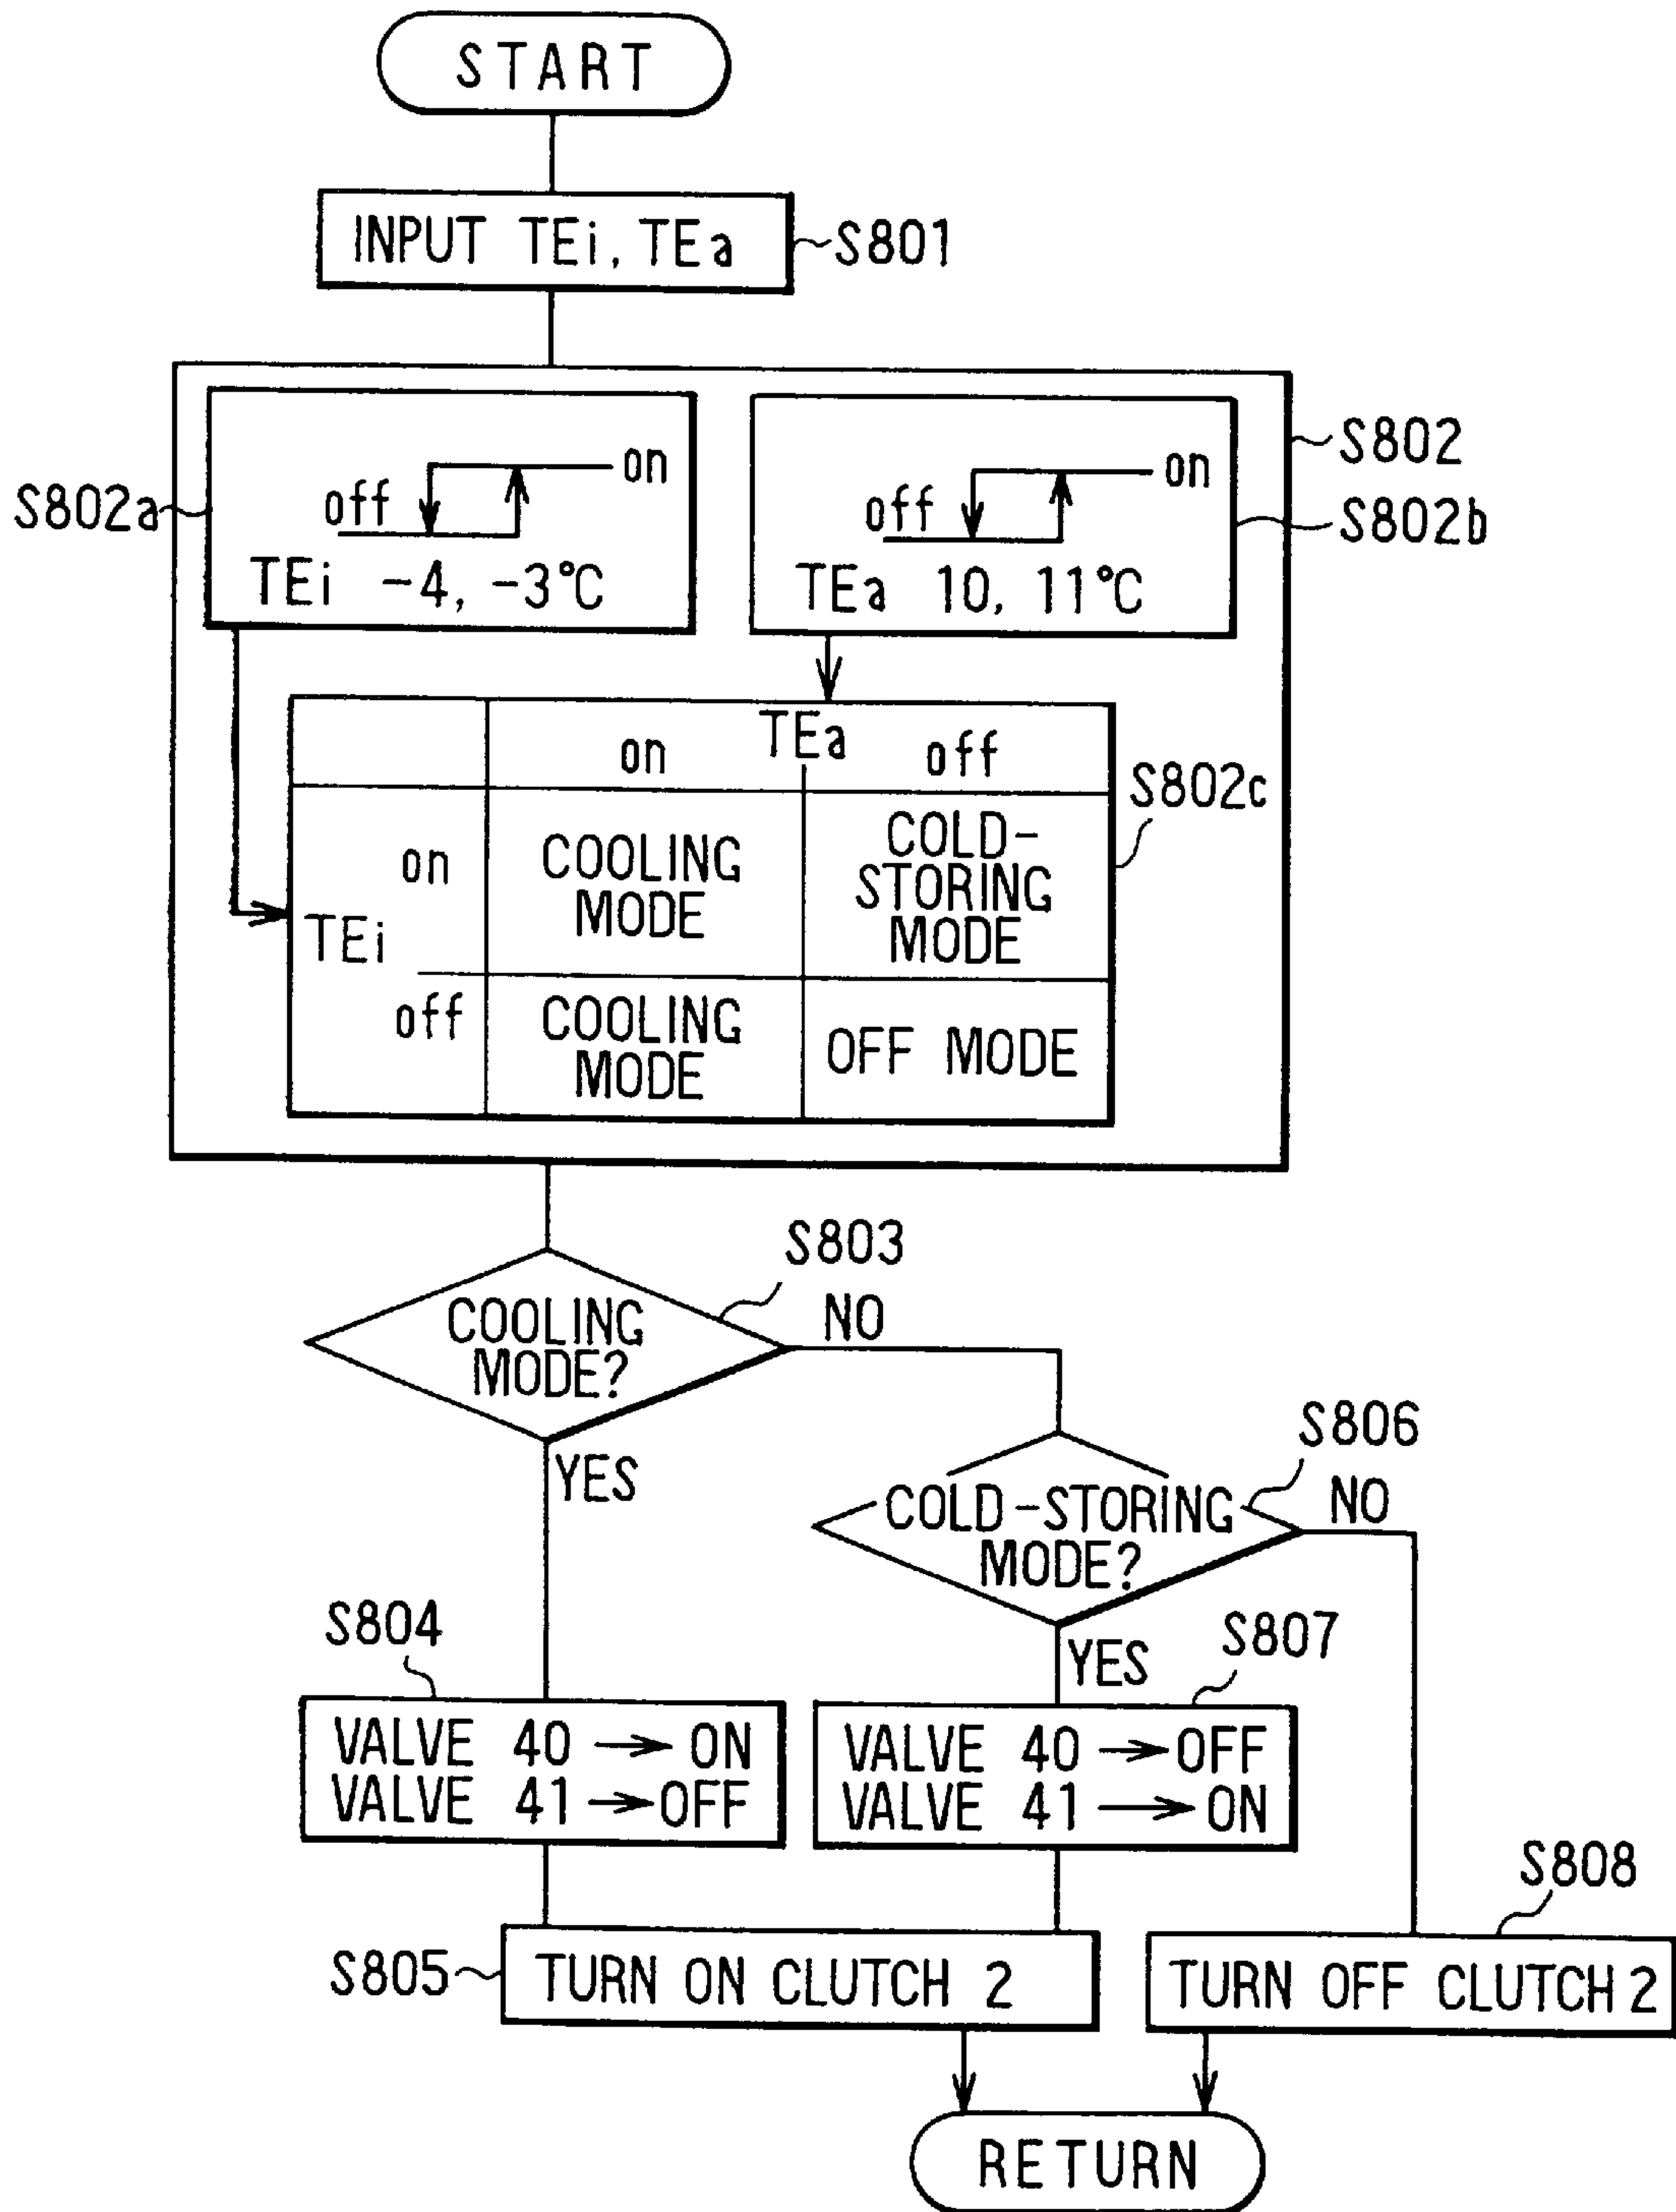 START
INPUT TEi, TEa
S801
S802
S802a
off
on
TEi -4, -3°C
S802b
off
on
TEa 10, 11°C
S802c
TEa
on
off
TEi
on
COOLING
MODE
COLD-
STORING
MODE
off
COOLING
MODE
OFF MODE
S803
COOLING
MODE?
NO
YES
S806
COLD-STORING
MODE?
NO
YES
S804
VALVE 40 → ON
VALVE 41 → OFF
S807
VALVE 40 → OFF
VALVE 41 → ON
S805
TURN ON CLUTCH 2
S808
TURN OFF CLUTCH 2
RETURN